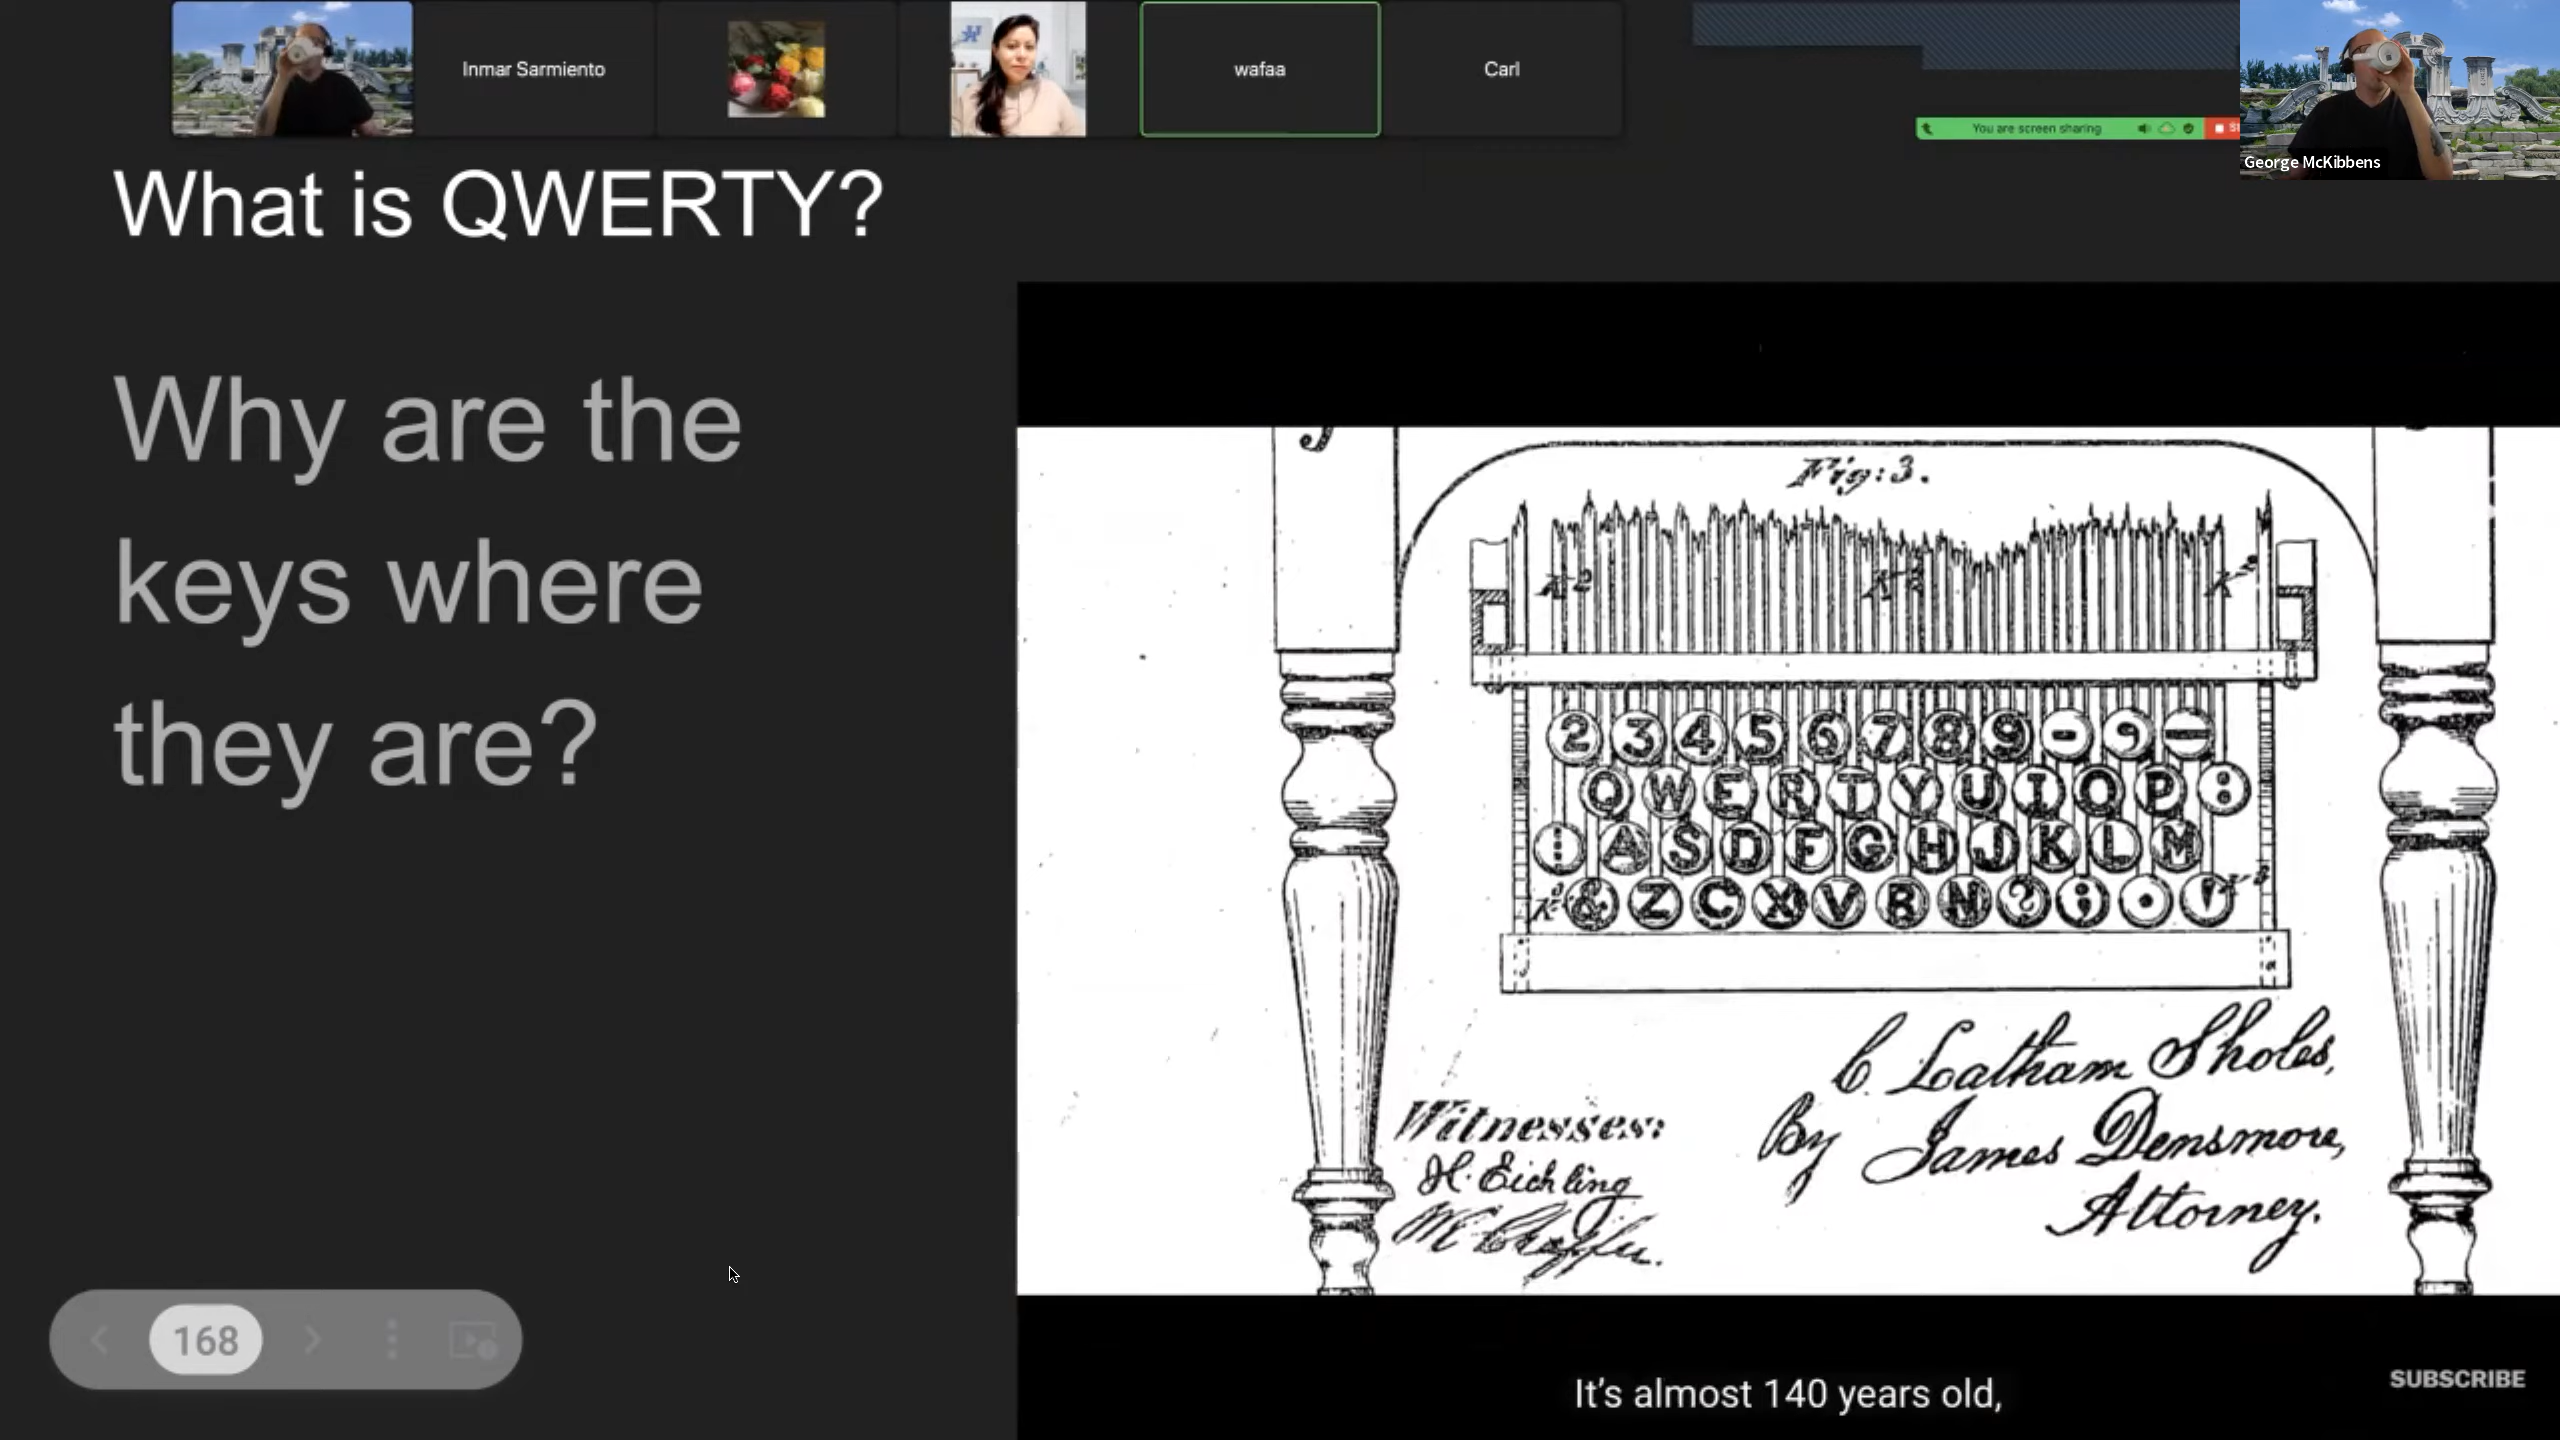 Inmar Sarmiento
wafaa
Carl
You are screen sharing
George McKibbens
What is QWERTY?
Why are the
keys where
they are?
Fig: 3.
2 3 4 5 6 7 8 9 - , —
Q W E R T Y U I O P :
A S D F G H J K L M
& Z C X V B N ? ; .
C. Latham Sholes,
By James Densmore,
Attorney.
Witnesses:
H. Eichling
168
It's almost 140 years old,
SUBSCRIBE